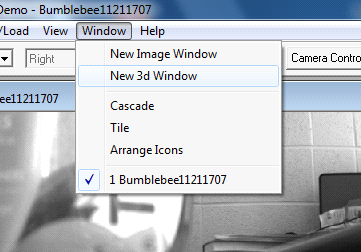 Demo - Bumblebee11211707
/Load View Window Help
Right
Camera Contro
ee11211707
New Image Window
New 3d Window
Cascade
Tile
Arrange Icons
1 Bumblebee11211707